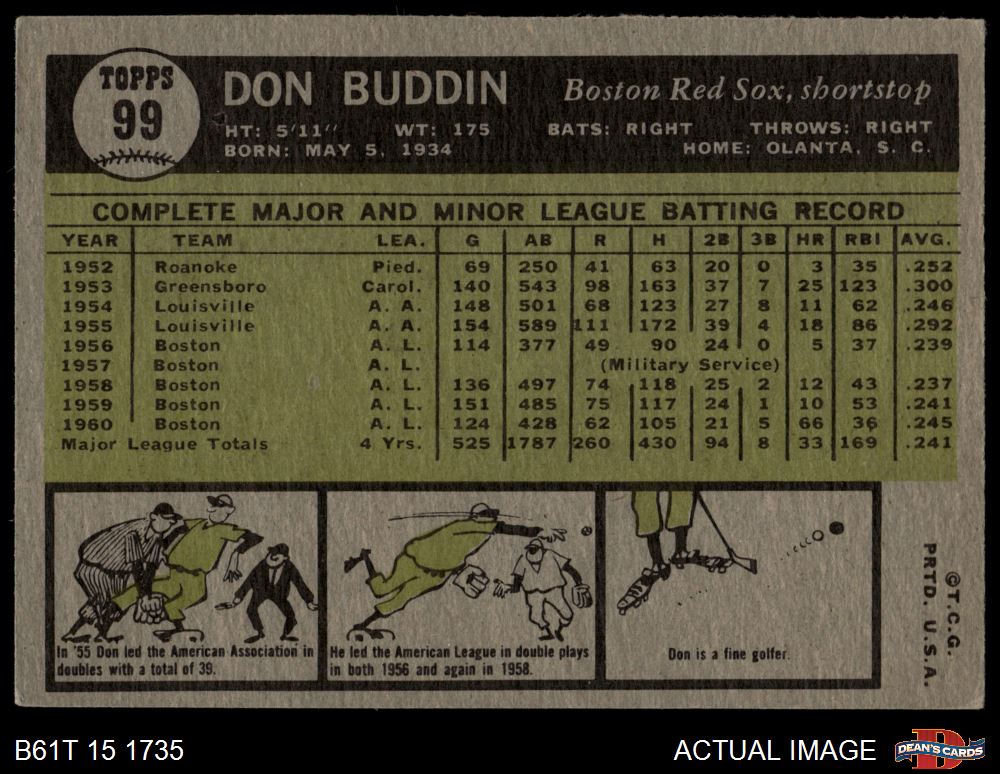 TOPPS
99
DON BUDDIN
Boston Red Sox, shortstop
HT: 5'11" WT: 175 BATS: RIGHT THROWS: RIGHT
BORN: MAY 5, 1934 HOME: OLANTA, S. C.
COMPLETE MAJOR AND MINOR LEAGUE BATTING RECORD
YEAR TEAM LEA. G AB R H 2B 3B HR RBI AVG.
1952 Roanoke Pied. 69 250 41 63 20 0 3 35 .252
1953 Greensboro Carol. 140 543 98 163 37 7 25 123 .300
1954 Louisville A. A. 148 501 68 123 27 8 11 62 .246
1955 Louisville A. A. 154 589 111 172 39 4 18 86 .292
1956 Boston A. L. 114 377 49 90 24 0 5 37 .239
1957 Boston A. L. (Military Service)
1958 Boston A. L. 136 497 74 118 25 2 12 43 .237
1959 Boston A. L. 151 485 75 117 24 1 10 53 .241
1960 Boston A. L. 124 428 62 105 21 5 66 36 .245
Major League Totals 4 Yrs. 525 1787 260 430 94 8 33 169 .241
In '55 Don led the American Association in
doubles with a total of 39.
He led the American League in double plays
in both 1956 and again in 1958.
Don is a fine golfer.
©T.C.G.
PRTD. U.S.A.
B61T 15 1735
ACTUAL IMAGE
D
DEAN'S CARDS